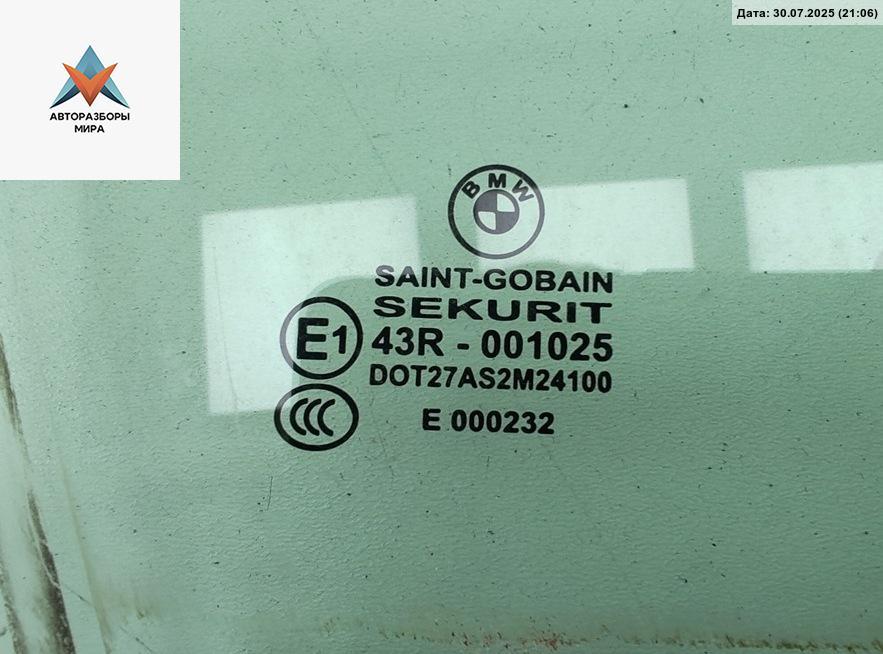 Дата: 30.07.2025 (21:06)
АВТОРАЗБОРЫ
МИРА
BMW
SAINT-GOBAIN
SEKURIT
E1 43R - 001025
DOT27AS2M24100
CCC E 000232